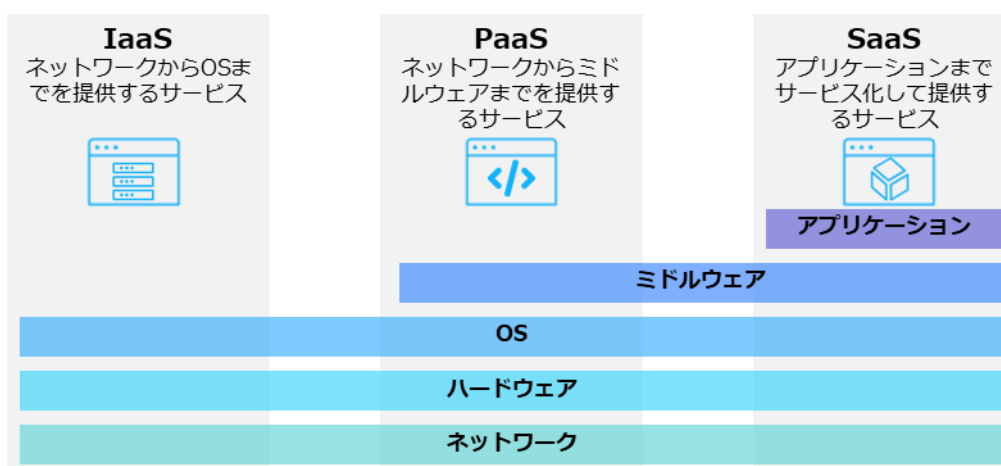 IaaS
ネットワークからOSま
でを提供するサービス
PaaS
ネットワークからミド
ルウェアまでを提供す
るサービス
SaaS
アプリケーションまで
サービス化して提供す
るサービス
アプリケーション
ミドルウェア
OS
ハードウェア
ネットワーク